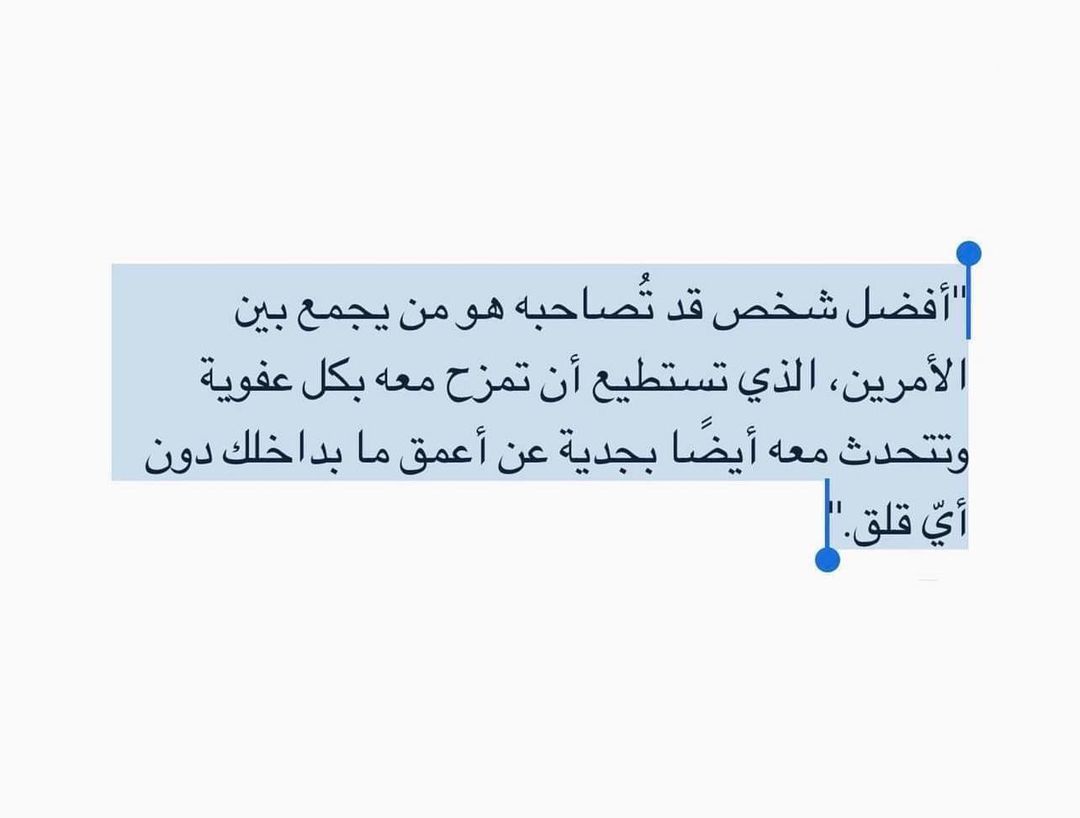 "أفضل شخص قد تُصاحبه هو من يجمع بين
الأمرين، الذي تستطيع أن تمزح معه بكل عفوية
وتتحدث معه أيضًا بجدية عن أعمق ما بداخلك دون
أيّ قلق."